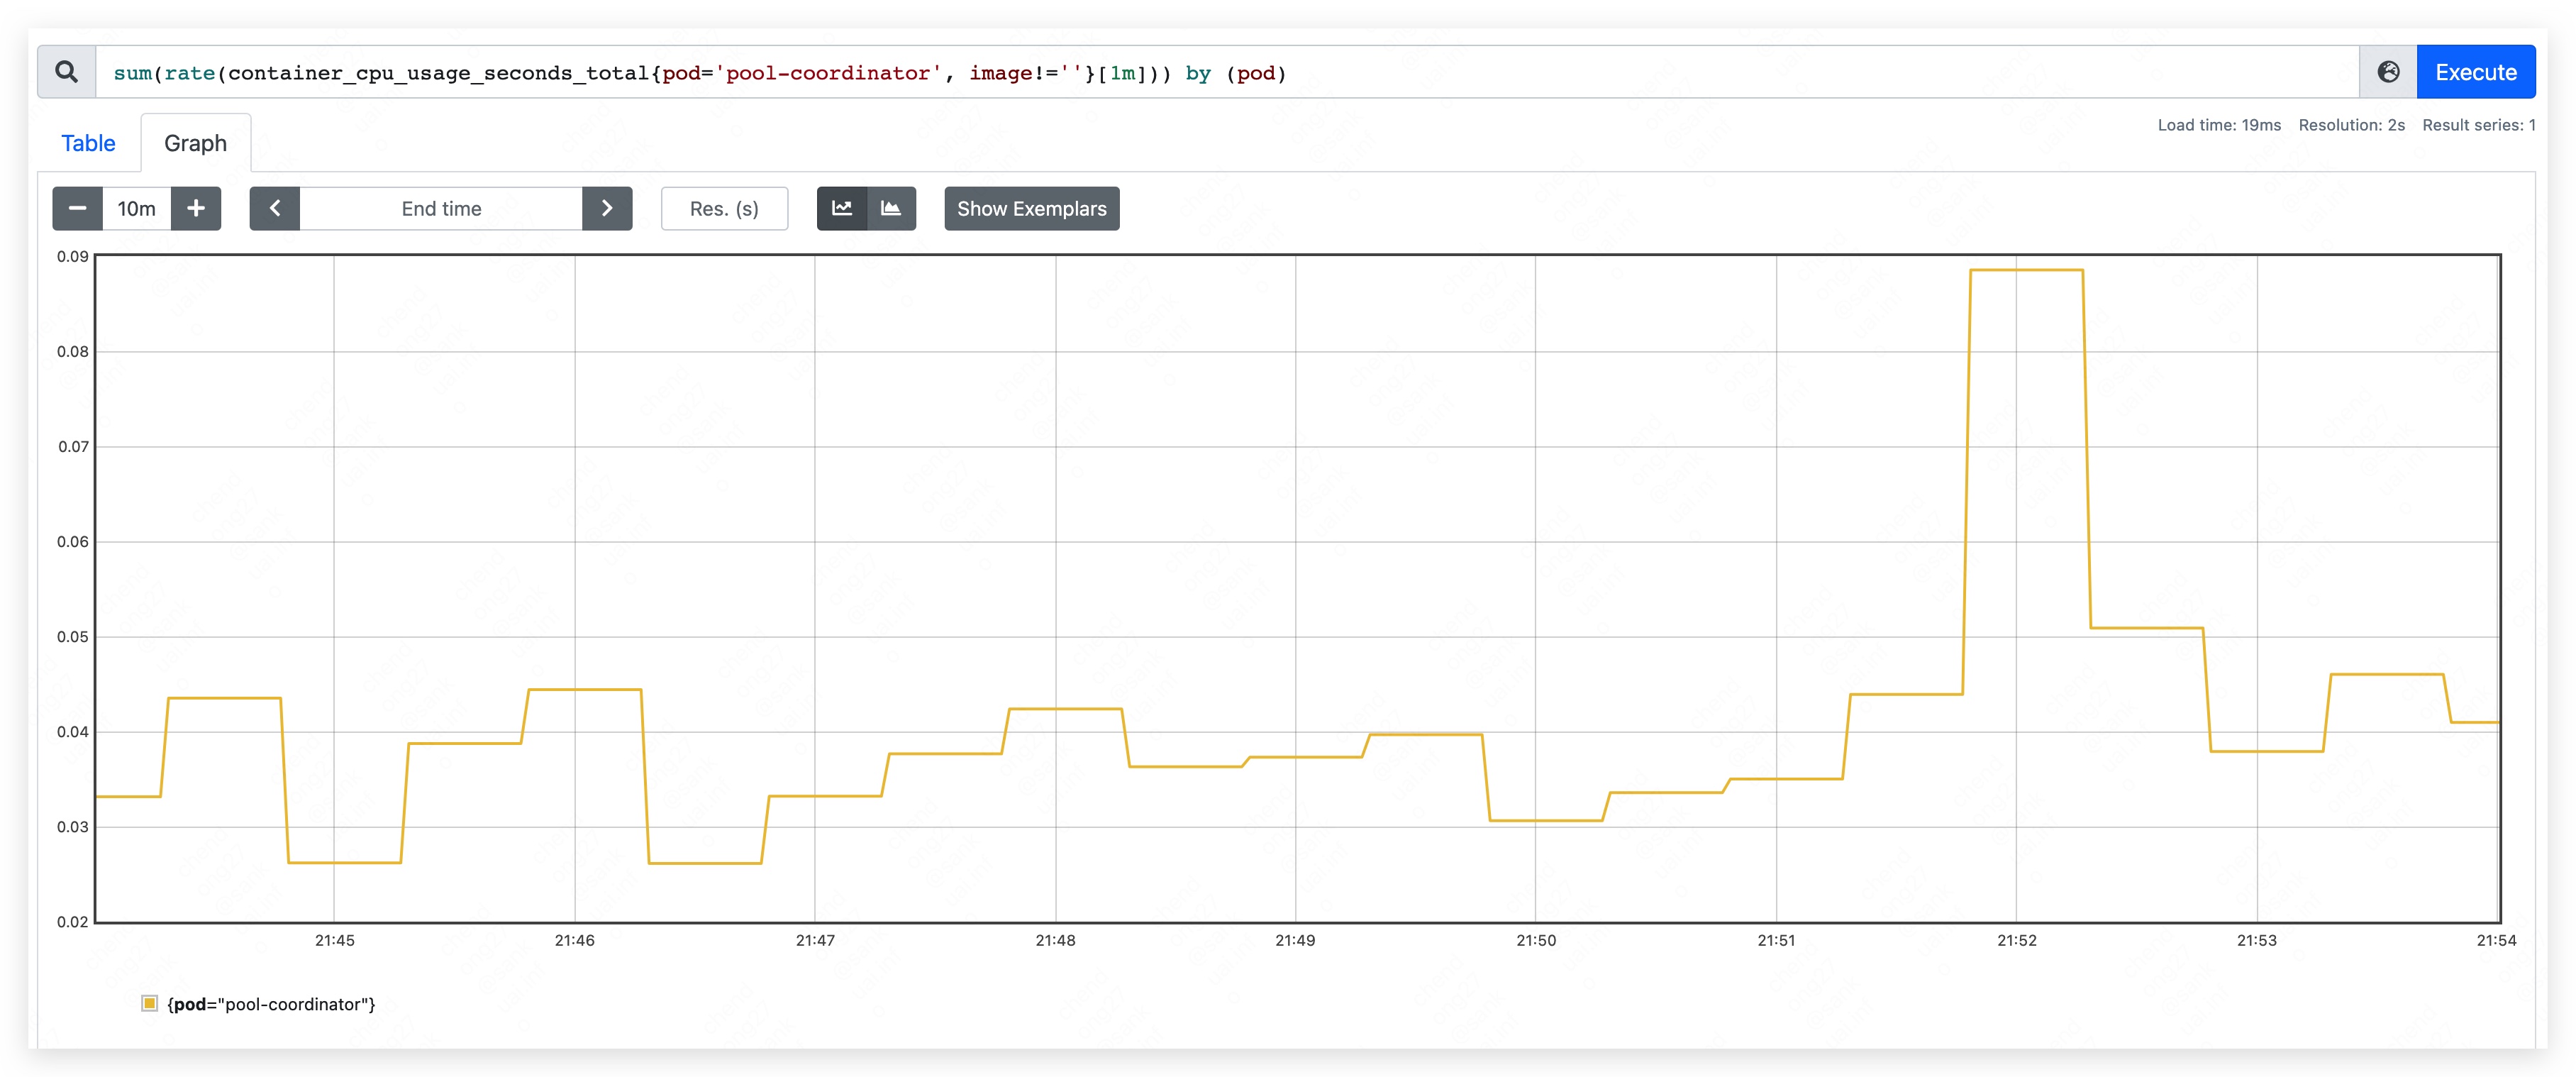 sum(rate(container_cpu_usage_seconds_total{pod='pool-coordinator', image!=''}[1m])) by (pod)
Execute
Table
Graph
Load time: 19ms Resolution: 2s Result series: 1
10m
End time
Res. (s)
Show Exemplars
0.09
0.08
0.07
0.06
0.05
0.04
0.03
0.02
21:45 21:46 21:47 21:48 21:49 21:50 21:51 21:52 21:53 21:54
{pod="pool-coordinator"}